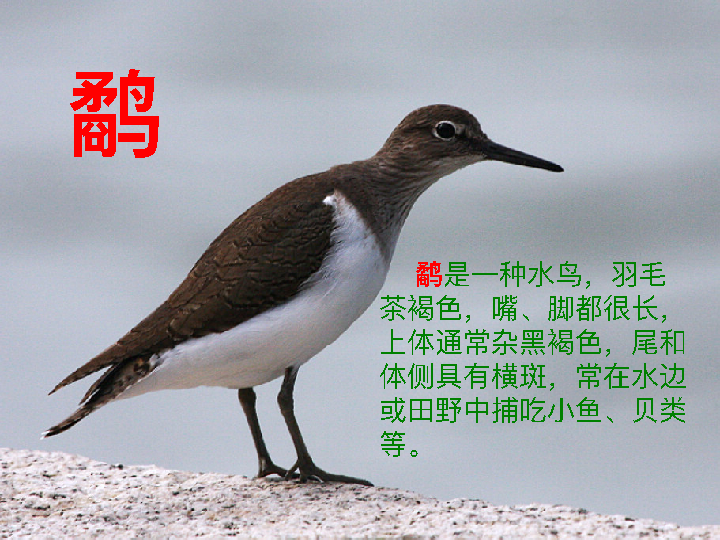 鹬
鹬是一种水鸟，羽毛
茶褐色，嘴、脚都很长，
上体通常杂黑褐色，尾和
体侧具有横斑，常在水边
或田野中捕吃小鱼、贝类
等。